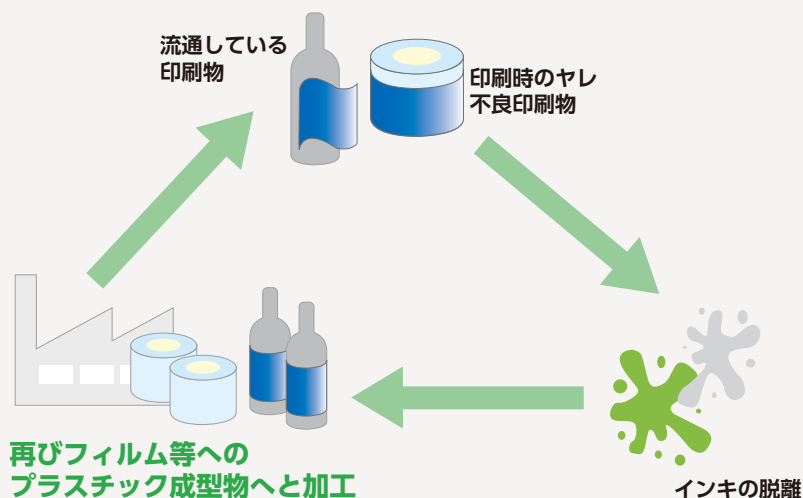 流通している
印刷物
印刷時のヤレ
不良印刷物
再びフィルム等への
プラスチック成型物へと加工
インキの脱離